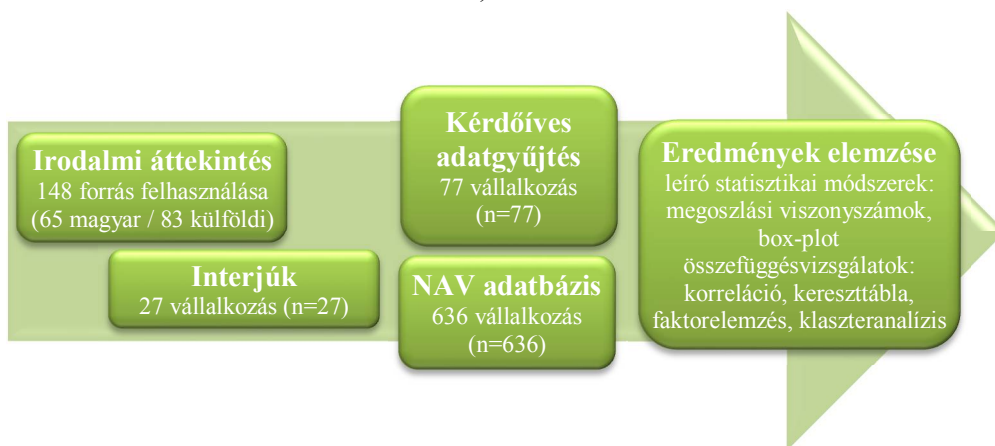 Irodalmi áttekintés
148 forrás felhasználása
(65 magyar / 83 külföldi)
Interjúk
27 vállalkozás (n=27)
Kérdőíves
adatgyűjtés
77 vállalkozás
(n=77)
NAV adatbázis
636 vállalkozás
(n=636)
Eredmények elemzése
leíró statisztikai módszerek:
megoszlási viszonyszámok,
box-plot
összefüggésvizsgálatok:
korreláció, kereszttábla,
faktorelemzés, klaszteranalízis